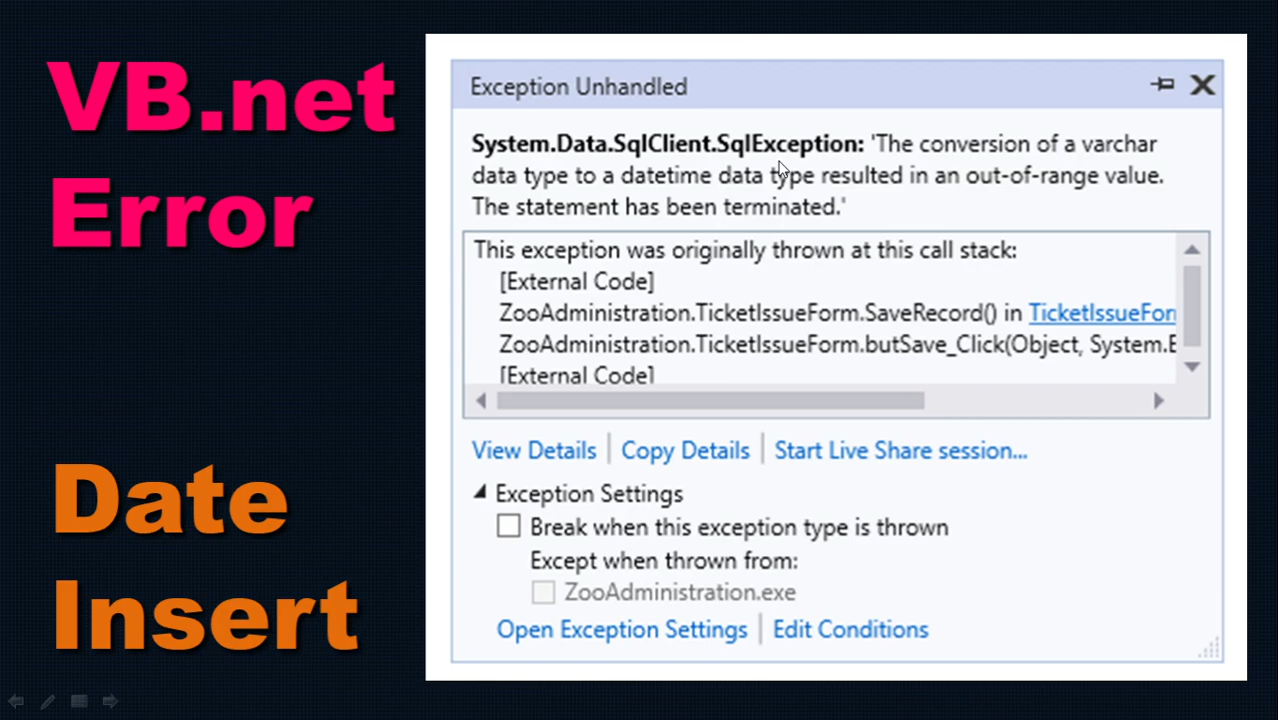 VB.net
Error
Date
Insert
Exception Unhandled
System.Data.SqlClient.SqlException: 'The conversion of a varchar
data type to a datetime data type resulted in an out-of-range value.
The statement has been terminated.'
This exception was originally thrown at this call stack:
[External Code]
ZooAdministration.TicketIssueForm.SaveRecord() in TicketIssueFor
ZooAdministration.TicketIssueForm.butSave_Click(Object, System.E
[External Code]
View Details | Copy Details | Start Live Share session...
Exception Settings
Break when this exception type is thrown
Except when thrown from:
ZooAdministration.exe
Open Exception Settings | Edit Conditions